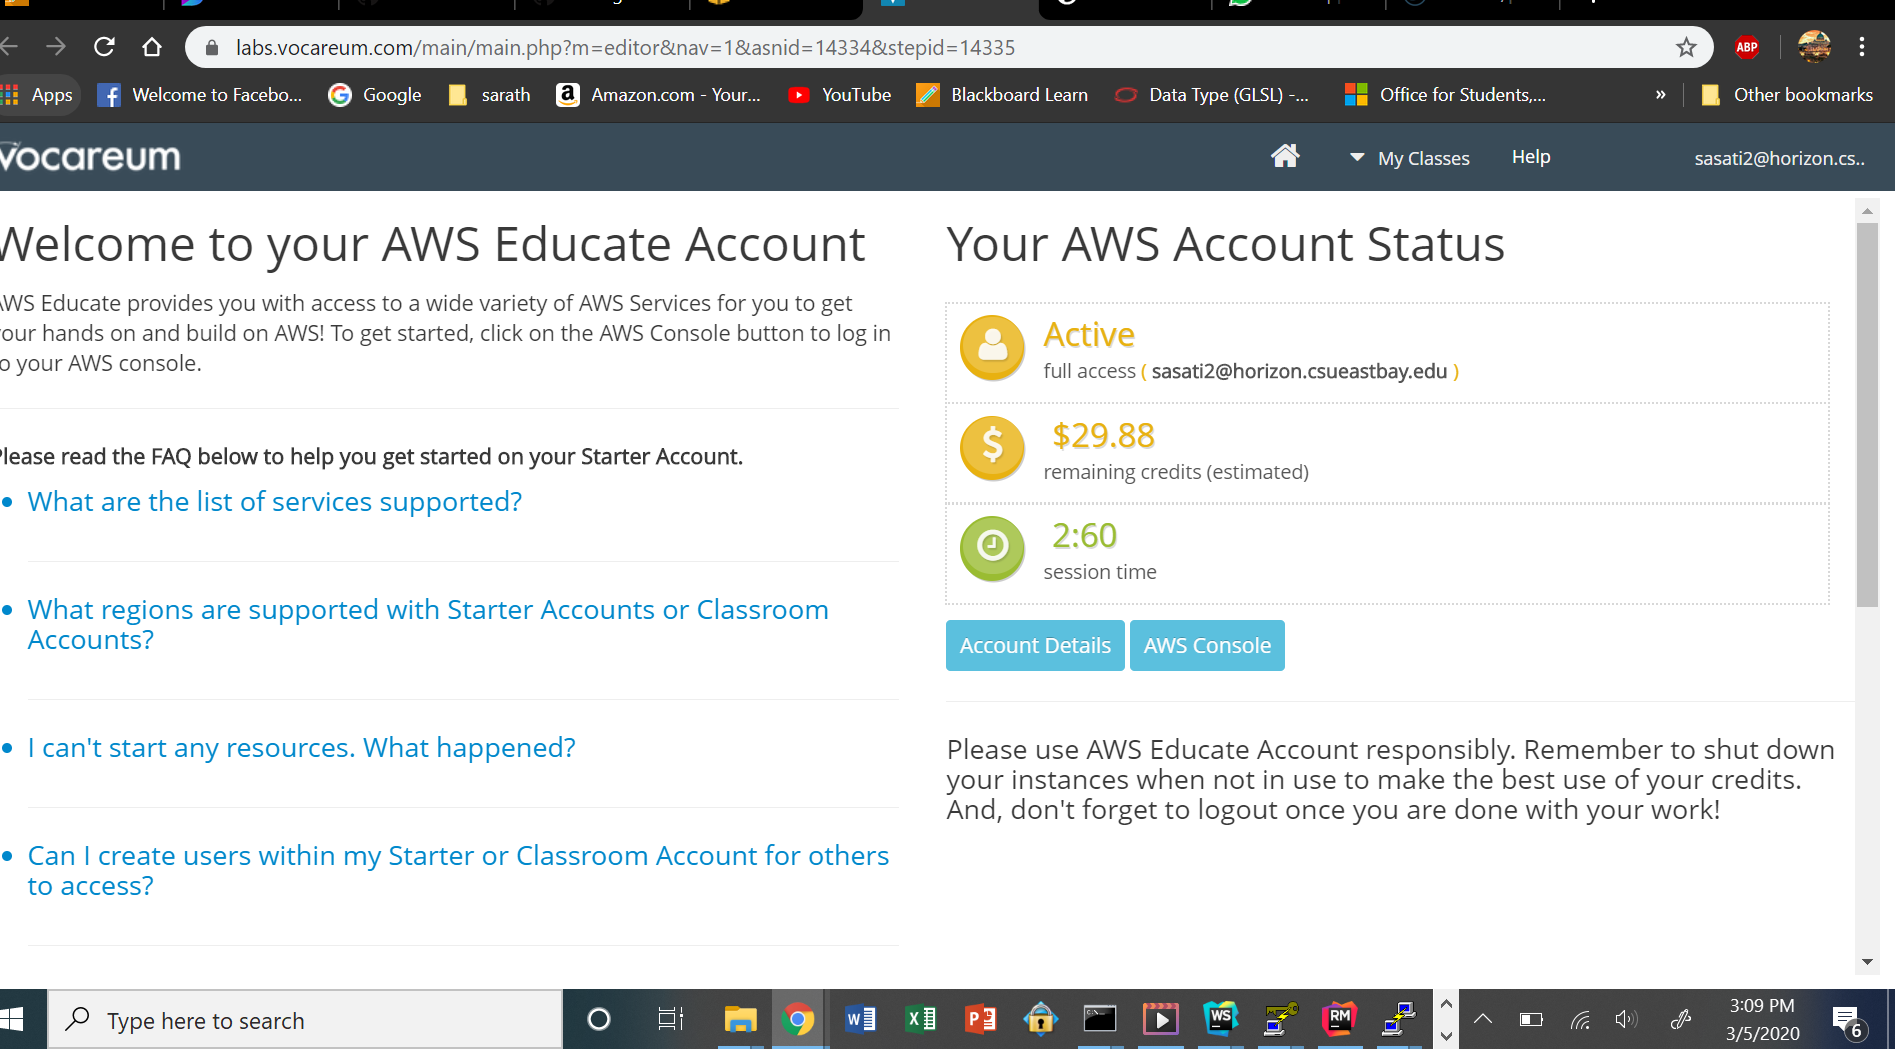 labs.vocareum.com/main/main.php?m=editor&nav=1&asnid=14334&stepid=14335
ABP
Apps
Welcome to Facebo...
Google
sarath
Amazon.com - Your...
YouTube
Blackboard Learn
Data Type (GLSL) -...
Office for Students,...
»
Other bookmarks
vocareum
My Classes
Help
sasati2@horizon.cs..
Welcome to your AWS Educate Account
AWS Educate provides you with access to a wide variety of AWS Services for you to get
your hands on and build on AWS! To get started, click on the AWS Console button to log in
to your AWS console.
Please read the FAQ below to help you get started on your Starter Account.
• What are the list of services supported?
• What regions are supported with Starter Accounts or Classroom
Accounts?
• I can't start any resources. What happened?
• Can I create users within my Starter or Classroom Account for others
to access?
Your AWS Account Status
Active
full access ( sasati2@horizon.csueastbay.edu )
$29.88
remaining credits (estimated)
2:60
session time
Account Details
AWS Console
Please use AWS Educate Account responsibly. Remember to shut down
your instances when not in use to make the best use of your credits.
And, don't forget to logout once you are done with your work!
Type here to search
WS
RM
3:09 PM
3/5/2020
6